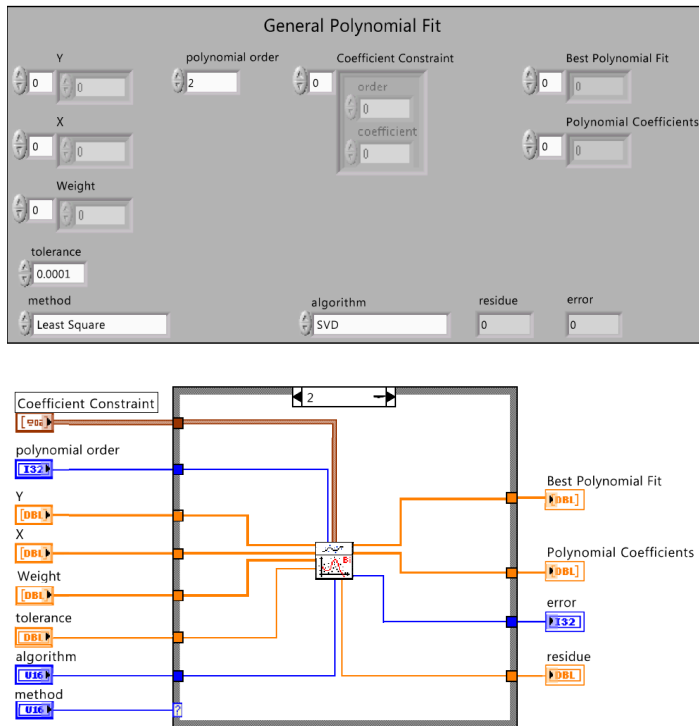 General Polynomial Fit
Y
polynomial order
Coefficient Constraint
Best Polynomial Fit
0
0
2
0
order
0
coefficient
0
0
0
X
0
0
Polynomial Coefficients
0
0
Weight
0
0
tolerance
0.0001
method
Least Square
algorithm
SVD
residue
0
error
0
2
Coefficient Constraint
polynomial order
I32
Y
[DBL]
X
[DBL]
Weight
[DBL]
tolerance
DBL
algorithm
U16
method
U16
?
Best Polynomial Fit
DBL]
Polynomial Coefficients
DBL]
error
I32
residue
DBL